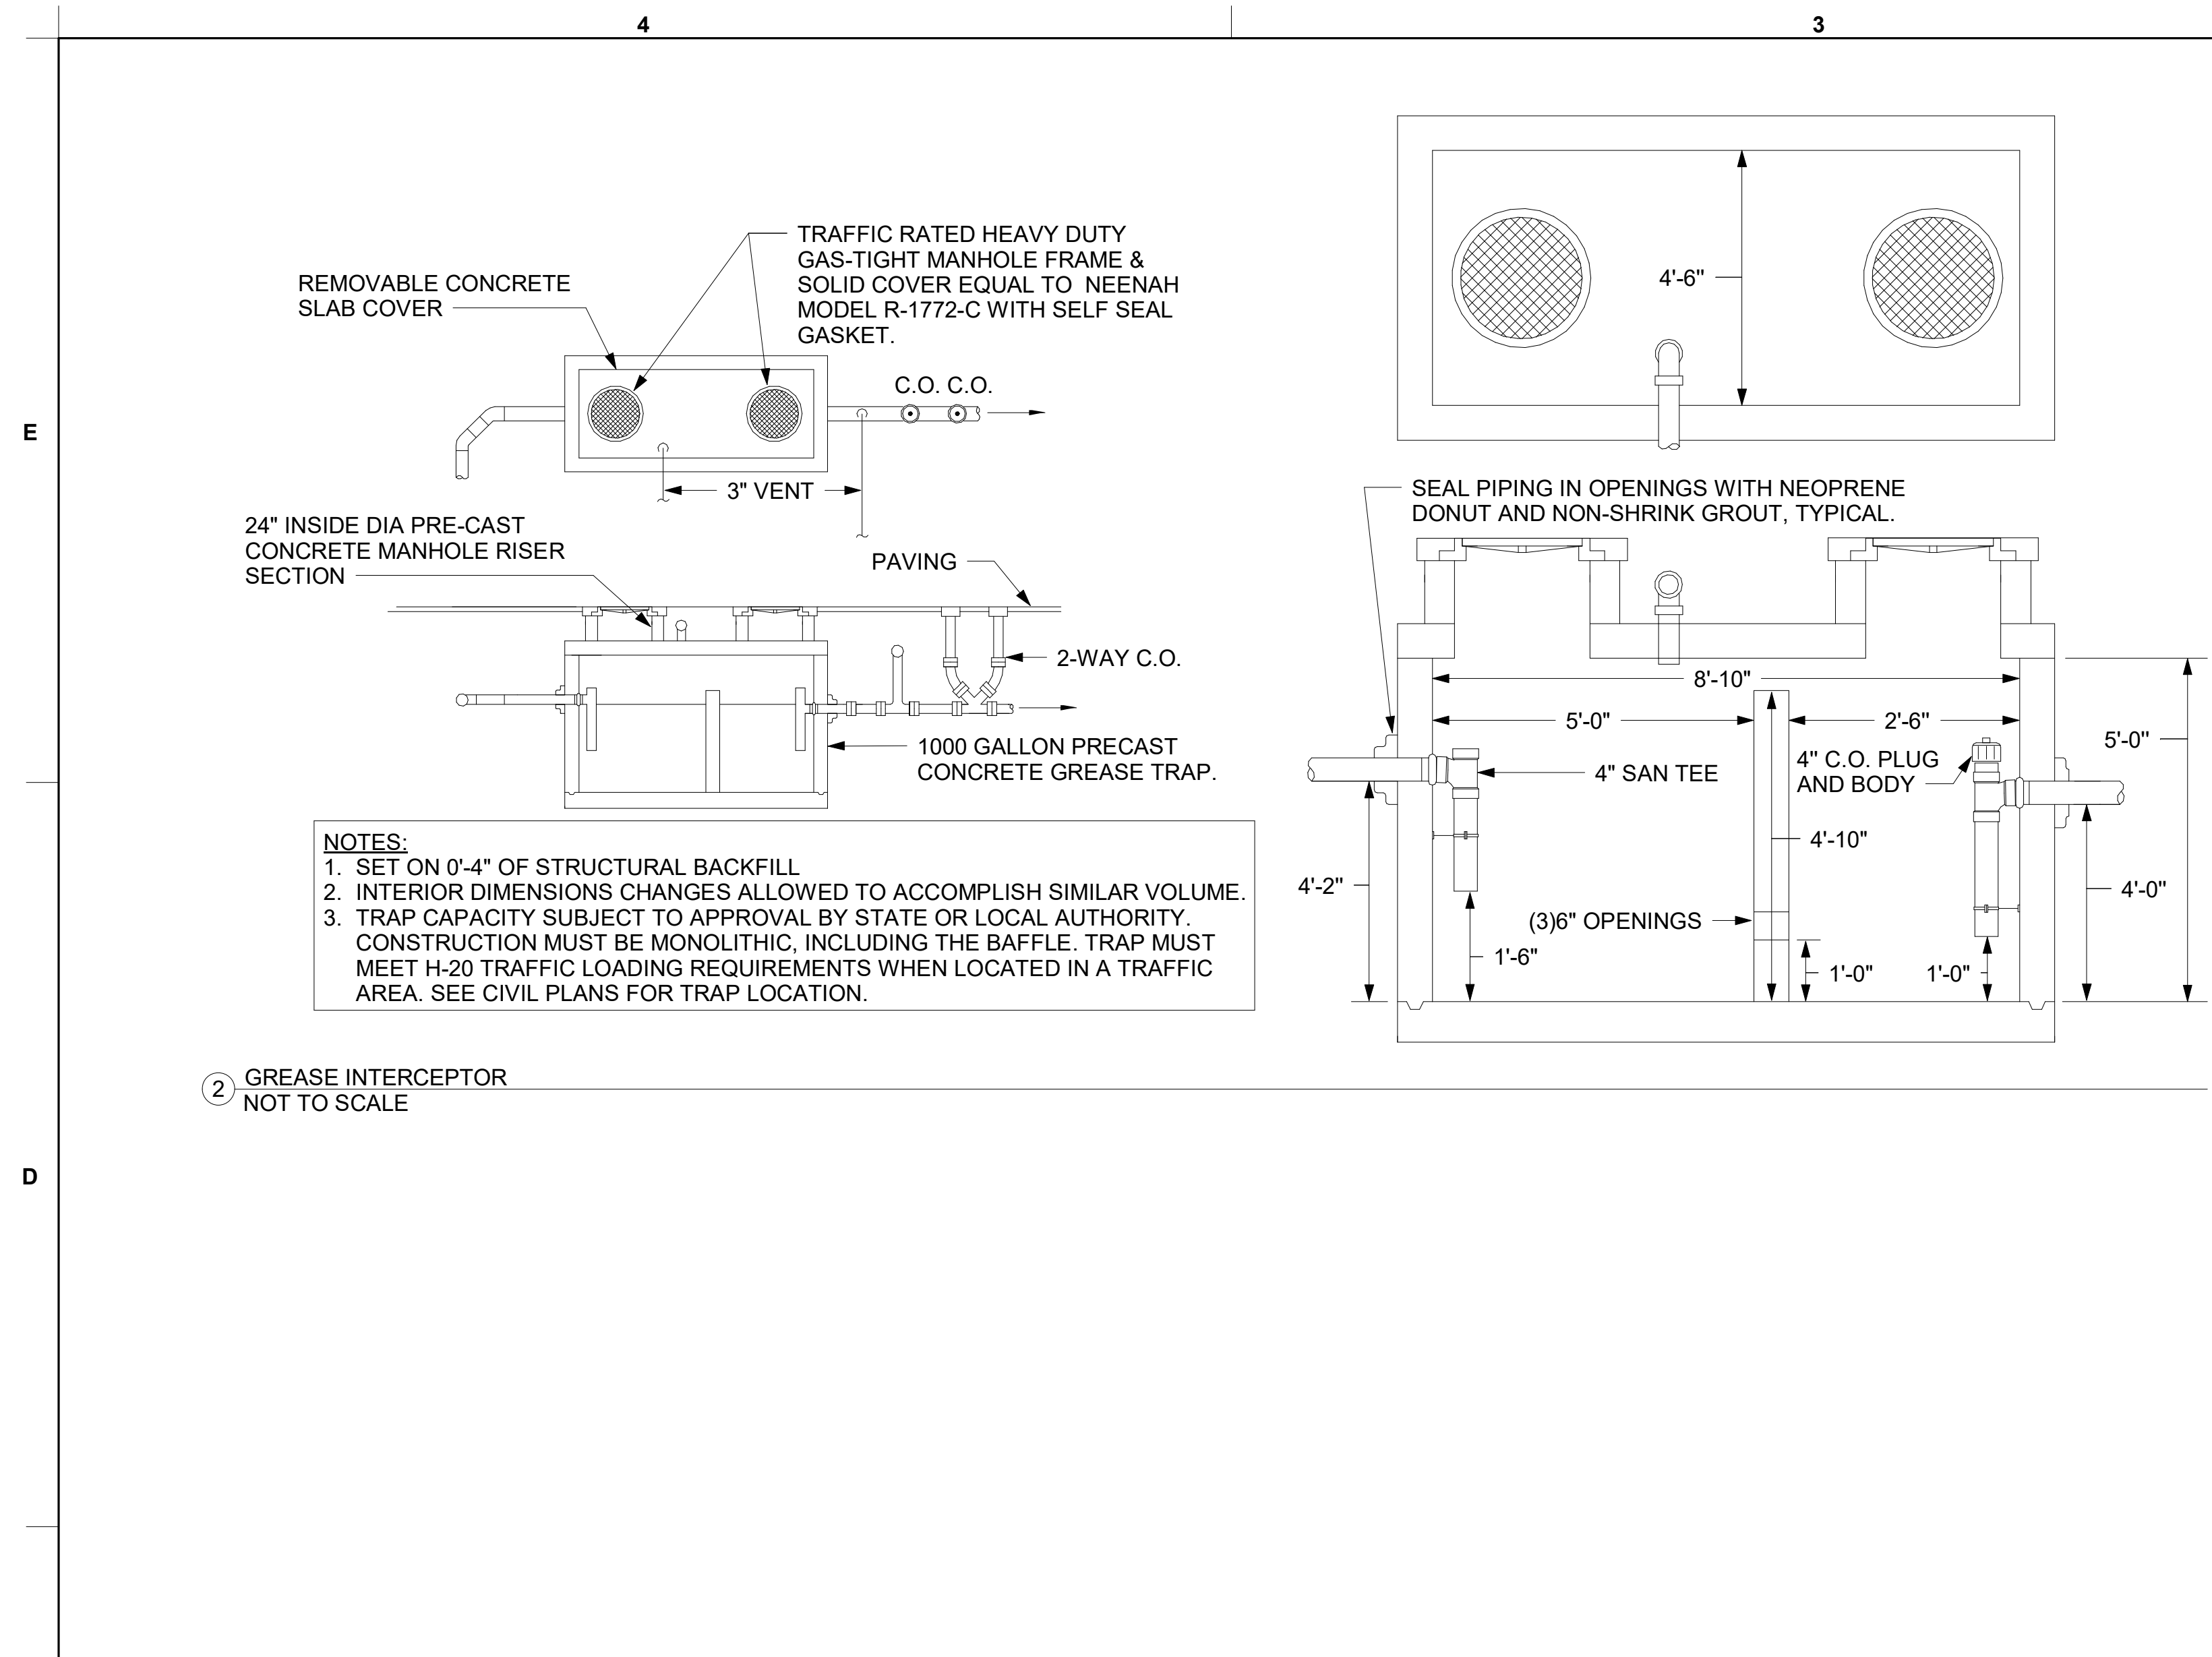 4
3
E
D
REMOVABLE CONCRETE
SLAB COVER
TRAFFIC RATED HEAVY DUTY
GAS-TIGHT MANHOLE FRAME &
SOLID COVER EQUAL TO NEENAH
MODEL R-1772-C WITH SELF SEAL
GASKET.
C.O. C.O.
3" VENT
24" INSIDE DIA PRE-CAST
CONCRETE MANHOLE RISER
SECTION
PAVING
2-WAY C.O.
1000 GALLON PRECAST
CONCRETE GREASE TRAP.
NOTES:
1. SET ON 0'-4" OF STRUCTURAL BACKFILL
2. INTERIOR DIMENSIONS CHANGES ALLOWED TO ACCOMPLISH SIMILAR VOLUME.
3. TRAP CAPACITY SUBJECT TO APPROVAL BY STATE OR LOCAL AUTHORITY.
CONSTRUCTION MUST BE MONOLITHIC, INCLUDING THE BAFFLE. TRAP MUST
MEET H-20 TRAFFIC LOADING REQUIREMENTS WHEN LOCATED IN A TRAFFIC
AREA. SEE CIVIL PLANS FOR TRAP LOCATION.
4'-6"
SEAL PIPING IN OPENINGS WITH NEOPRENE
DONUT AND NON-SHRINK GROUT, TYPICAL.
8'-10"
5'-0"
2'-6"
5'-0"
4" SAN TEE
4" C.O. PLUG
AND BODY
4'-10"
4'-2"
4'-0"
(3)6" OPENINGS
1'-6"
1'-0"
1'-0"
2
GREASE INTERCEPTOR
NOT TO SCALE